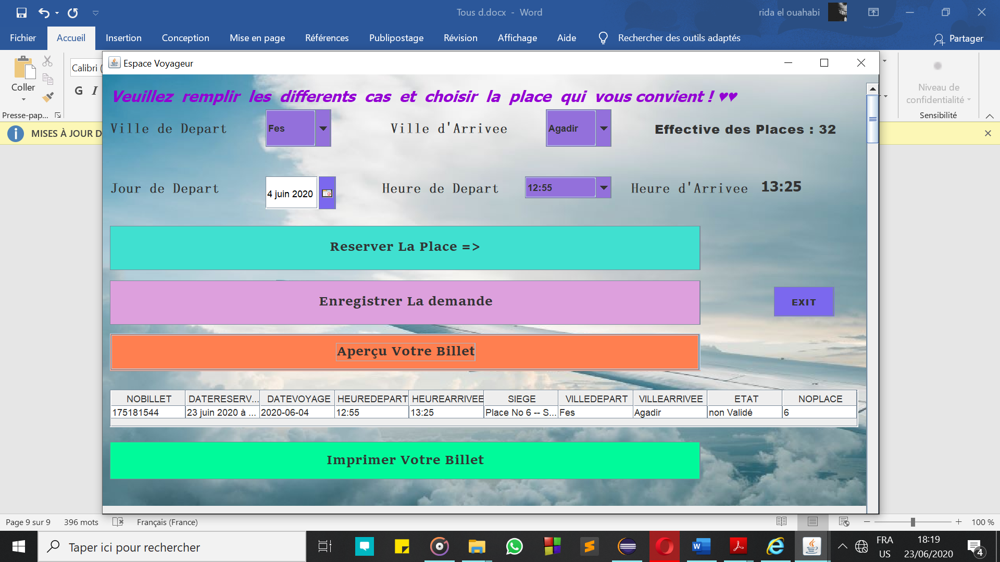 Tous d.docx - Word
rida el ouahabi
Fichier Accueil Insertion Conception Mise en page Références Publipostage Révision Affichage Aide Rechercher des outils adaptés Partager
Coller
Calibri (
G I
Presse-pap...
Niveau de
confidentialité
Sensibilité
MISES À JOUR D
Espace Voyageur
Veuillez remplir les differents cas et choisir la place qui vous convient ! ♥♥
Ville de Depart Fes Ville d'Arrivee Agadir Effective des Places : 32
Jour de Depart 4 juin 2020 Heure de Depart 12:55 Heure d'Arrivee 13:25
Reserver La Place =>
Enregistrer La demande
EXIT
Aperçu Votre Billet
NOBILLET DATERESERV... DATEVOYAGE HEUREDEPART HEUREARRIVEE SIEGE VILLEDEPART VILLEARRIVEE ETAT NOPLACE
175181544 23 juin 2020 à ... 2020-06-04 12:55 13:25 Place No 6 -- S... Fes Agadir non Validé 6
Imprimer Votre Billet
Page 9 sur 9 396 mots Français (France) 100 %
Taper ici pour rechercher
FRA
US
18:19
23/06/2020
4